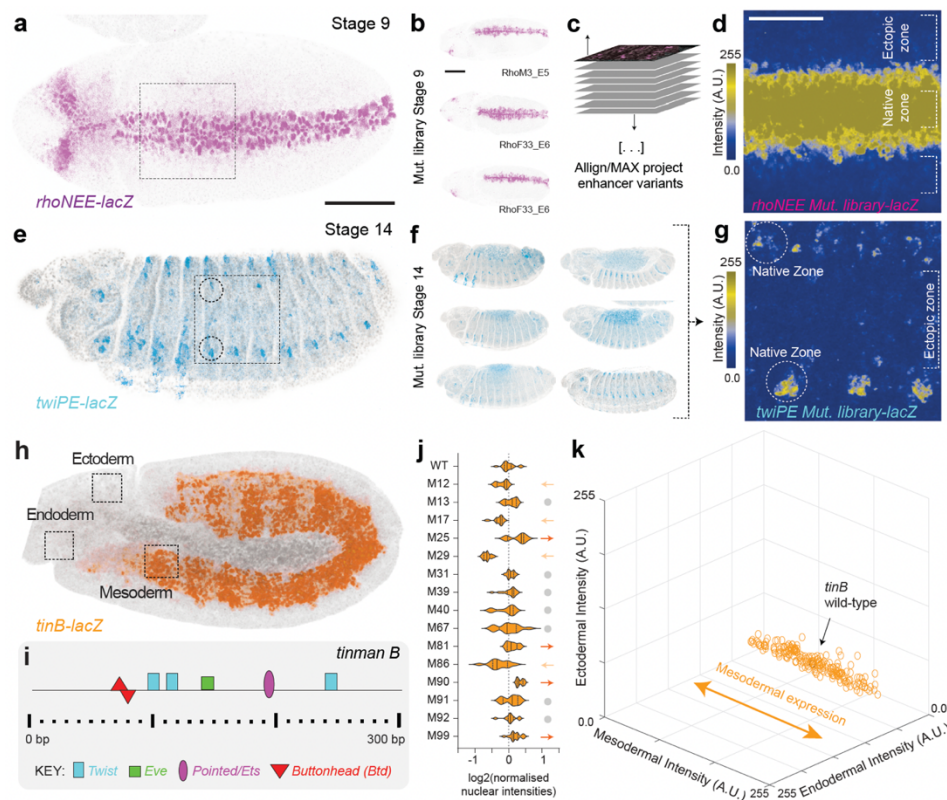 a
Stage 9
rhoNEE-lacZ
b
Mut. library Stage 9
RhoM3_E5
RhoF33_E6
RhoF33_E6
c
[. . .]
Allign/MAX project
enhancer variants
d
255
Intensity (A.U.)
0.0
Ectopic
zone
Native
zone
rhoNEE Mut. library-lacZ
e
Stage 14
twiPE-lacZ
f
Mut. library Stage 14
g
255
Intensity (A.U.)
0.0
Native Zone
Native Zone
Ectopic zone
twiPE Mut. library-lacZ
h
Ectoderm
Endoderm
Mesoderm
tinB-lacZ
i
tinman B
0 bp
300 bp
KEY:
Twist
Eve
Pointed/Ets
Buttonhead (Btd)
j
WT
M12
M13
M17
M25
M29
M31
M39
M40
M67
M81
M86
M90
M91
M92
M99
-1 0 1
log2(normalised
nuclear intensities)
k
255
Ectodermal Intensity (A.U.)
0.0
tinB
wild-type
Mesodermal expression
0.0
Mesodermal Intensity (A.U.)
255
255
Endodermal Intensity (A.U.)